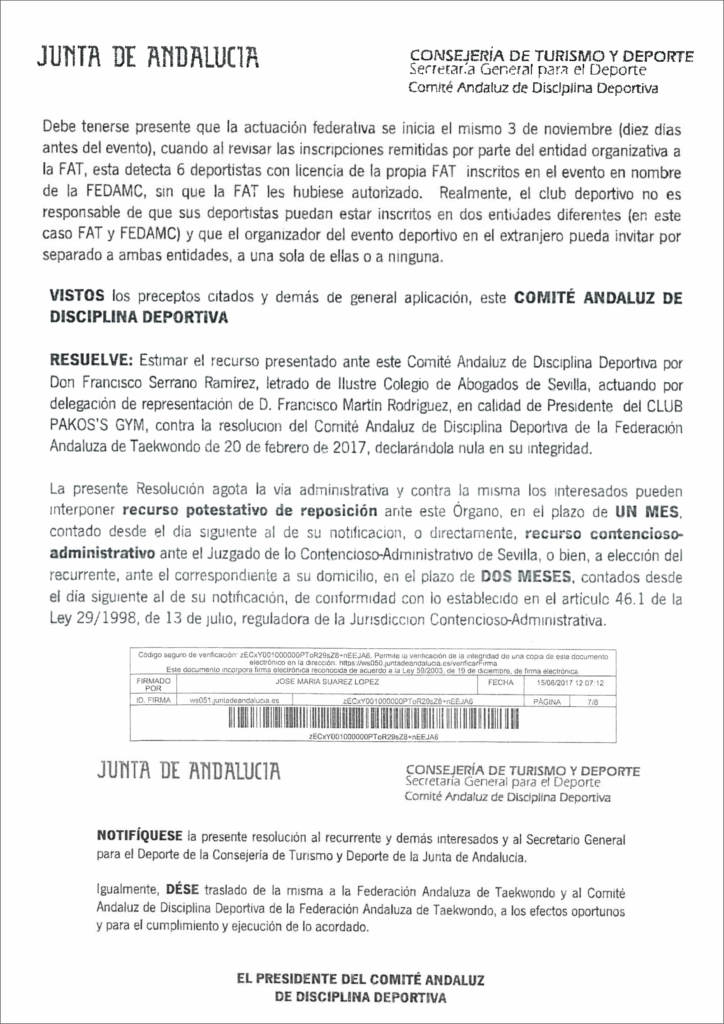 JUNTA DE ANDALUCIA
CONSEJERÍA DE TURISMO Y DEPORTE
Secretaría General para el Deporte
Comité Andaluz de Disciplina Deportiva
Debe tenerse presente que la actuación federativa se inicia el mismo 3 de noviembre (diez días
antes del evento), cuando al revisar las inscripciones remitidas por parte del entidad organizativa a
la FAT, esta detecta 6 deportistas con licencia de la propia FAT inscritos en el evento en nombre
de la FEDAMC, sin que la FAT les hubiese autorizado. Realmente, el club deportivo no es
responsable de que sus deportistas puedan estar inscritos en dos entidades diferentes (en este
caso FAT y FEDAMC) y que el organizador del evento deportivo en el extranjero pueda invitar por
separado a ambas entidades, a una sola de ellas o a ninguna.
VISTOS los preceptos citados y demás de general aplicación, este COMITÉ ANDALUZ DE
DISCIPLINA DEPORTIVA
RESUELVE: Estimar el recurso presentado ante este Comité Andaluz de Disciplina Deportiva por
Don Francisco Serrano Ramírez, letrado de Ilustre Colegio de Abogados de Sevilla, actuando por
delegación de representación de D. Francisco Martín Rodriguez, en calidad de Presidente del CLUB
PAKOS'S GYM, contra la resolucion del Comité Andaluz de Disciplina Deportiva de la Federación
Andaluza de Taekwondo de 20 de febrero de 2017, declarándola nula en su integridad.
La presente Resolución agota la vía administrativa y contra la misma los interesados pueden
interponer recurso potestativo de reposición ante este Órgano, en el plazo de UN MES,
contado desde el día siguiente al de su notificacion, o directamente, recurso contencioso-
administrativo ante el Juzgado de lo Contencioso-Administrativo de Sevilla, o bien, a elección del
recurrente, ante el correspondiente a su domicilio, en el plazo de DOS MESES, contados desde
el día siguiente al de su notificación, de conformidad con lo establecido en el artículo 46.1 de la
Ley 29/1998, de 13 de julio, reguladora de la Jurisdiccion Contencioso-Administrativa.
Código seguro de verificación: zECxY001000000PToR29sZ8+nEEJA6. Permite la verificación de la integridad de una copia de este documento
electrónico en la dirección: https://ws050.juntadeandalucia.es/verificarFirma
Este documento incorpora firma electrónica reconocida de acuerdo a la Ley 59/2003, de 19 de diciembre, de firma electrónica.
FIRMADO POR JOSE MARIA SUAREZ LOPEZ FECHA 15/06/2017 12:07:12
ID. FIRMA ws051.juntadeandalucia.es zECxY001000000PToR29sZ8+nEEJA6 PÁGINA 7/8
zECxY001000000PToR29sZ8+nEEJA6
JUNTA DE ANDALUCIA
CONSEJERÍA DE TURISMO Y DEPORTE
Secretaría General para el Deporte
Comité Andaluz de Disciplina Deportiva
NOTIFÍQUESE la presente resolución al recurrente y demás interesados y al Secretario General
para el Deporte de la Consejería de Turismo y Deporte de la Junta de Andalucía.
Igualmente, DÉSE traslado de la misma a la Federación Andaluza de Taekwondo y al Comité
Andaluz de Disciplina Deportiva de la Federación Andaluza de Taekwondo, a los efectos oportunos
y para el cumplimiento y ejecución de lo acordado.
EL PRESIDENTE DEL COMITÉ ANDALUZ
DE DISCIPLINA DEPORTIVA